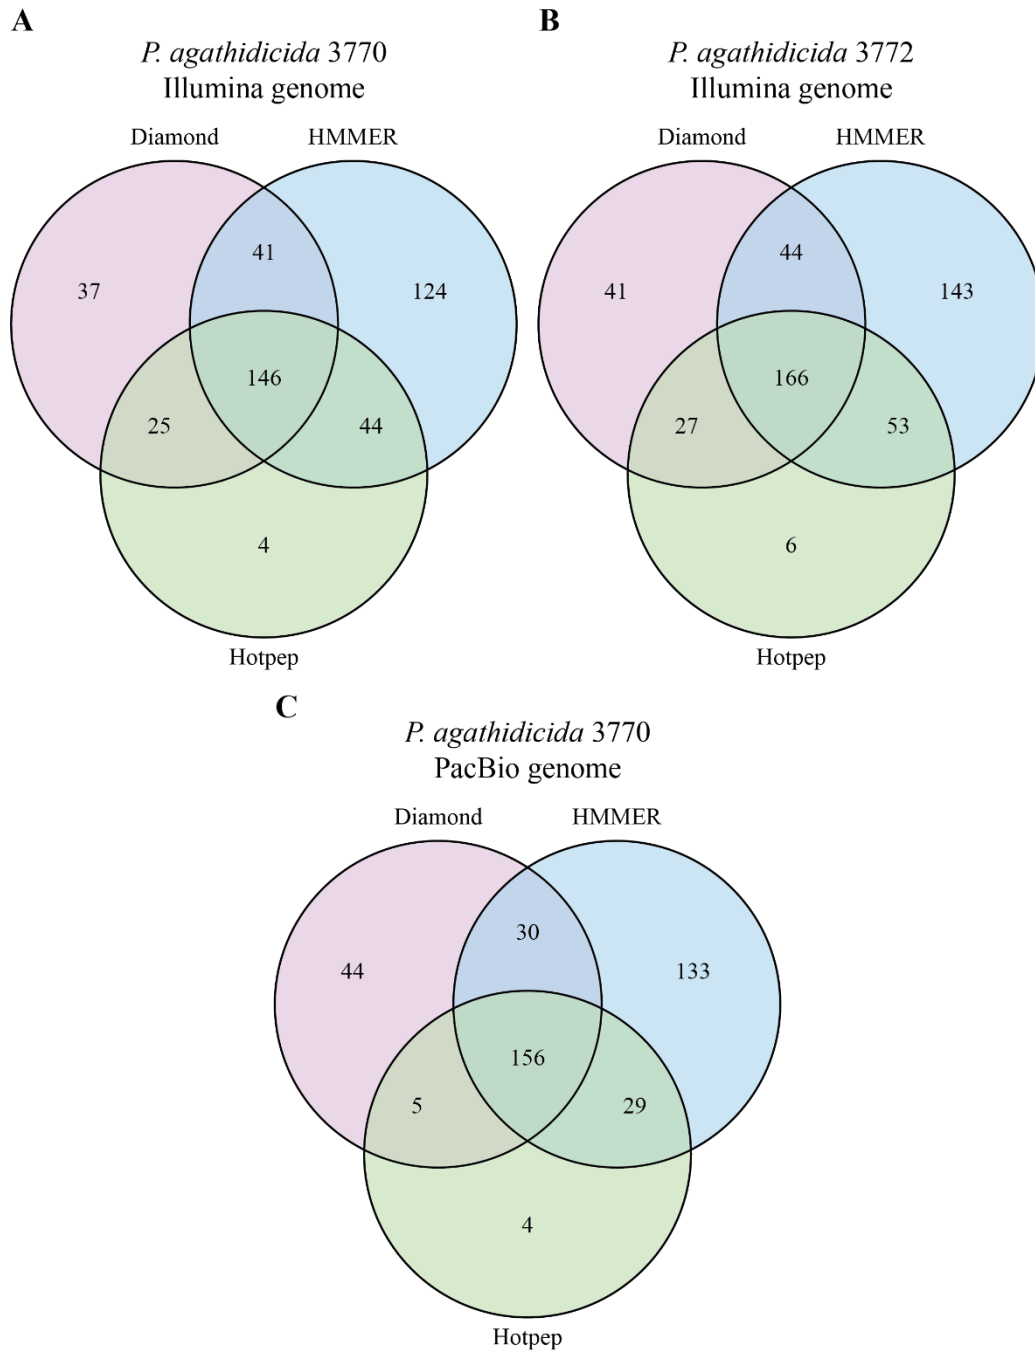 A
P. agathidicida 3770
Illumina genome
Diamond
HMMER
37
41
124
146
25
44
4
Hotpep
B
P. agathidicida 3772
Illumina genome
Diamond
HMMER
41
44
143
166
27
53
6
Hotpep
C
P. agathidicida 3770
PacBio genome
Diamond
HMMER
44
30
133
156
5
29
4
Hotpep